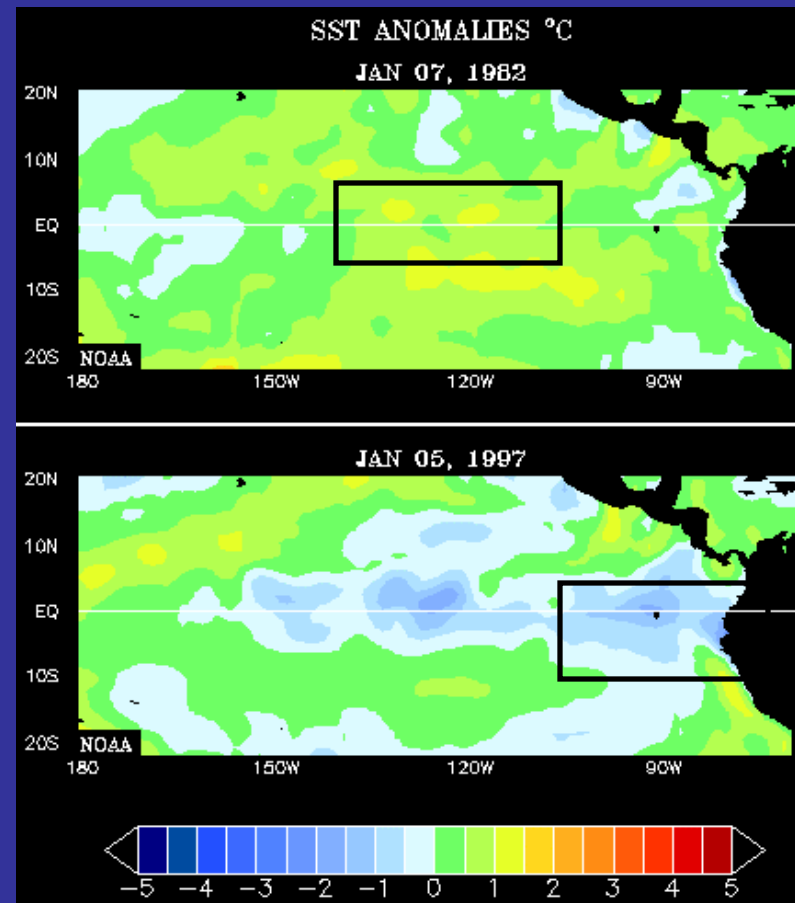 SST ANOMALIES °C
JAN 07, 1982
20N
10N
EQ
10S
20S
NOAA
180 150W 120W 90W
JAN 05, 1997
20N
10N
EQ
10S
20S
NOAA
180 150W 120W 90W
-5 -4 -3 -2 -1 0 1 2 3 4 5